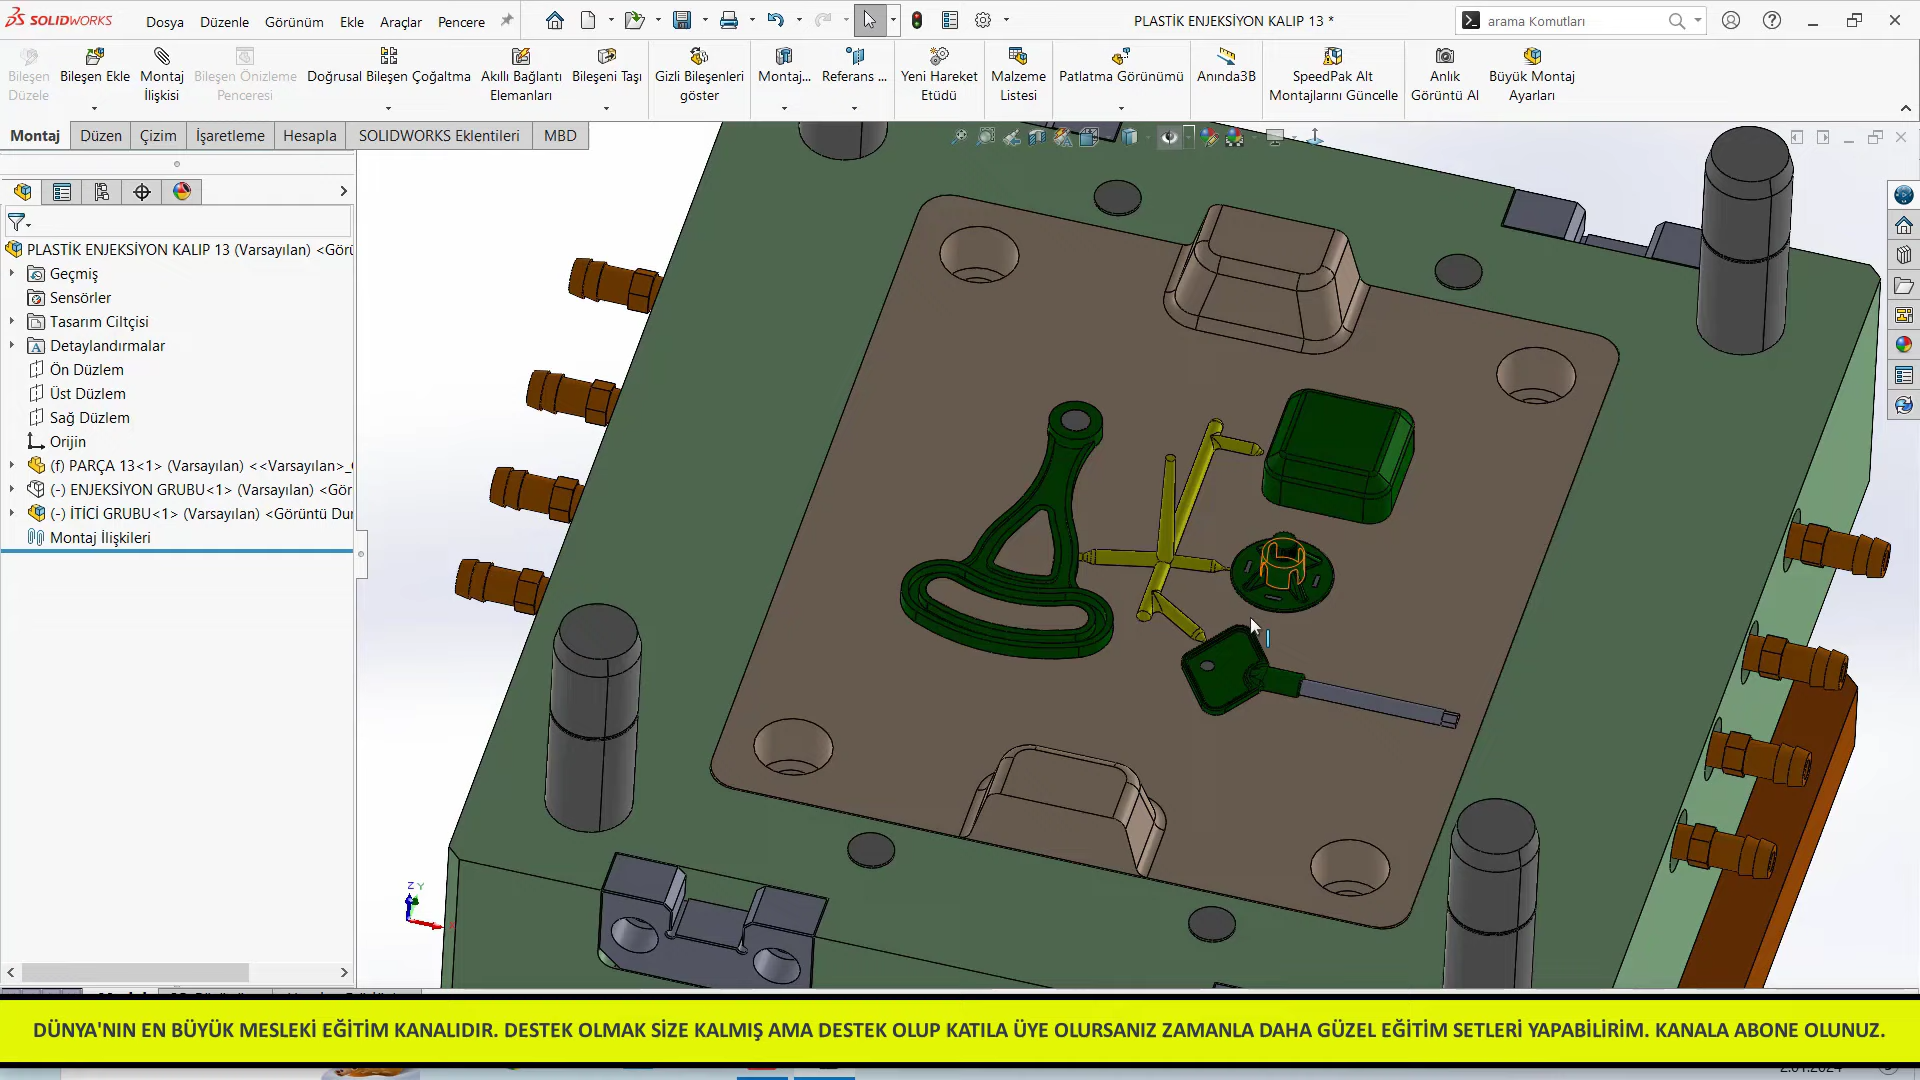 SOLIDWORKS
Dosya Düzenle Görünüm Ekle Araçlar Pencere
PLASTİK ENJEKSİYON KALIP 13 *
arama Komutları
Bileşen Düzele
Bileşen Ekle
Montaj İlişkisi
Bileşen Önizleme Penceresi
Doğrusal Bileşen Çoğaltma
Akıllı Bağlantı Elemanları
Bileşeni Taşı
Gizli Bileşenleri göster
Montaj...
Referans ...
Yeni Hareket Etüdü
Malzeme Listesi
Patlatma Görünümü
Anında3B
SpeedPak Alt Montajlarını Güncelle
Anlık Görüntü Al
Büyük Montaj Ayarları
Montaj Düzen Çizim İşaretleme Hesapla SOLIDWORKS Eklentileri MBD
PLASTİK ENJEKSİYON KALIP 13 (Varsayılan) <Görü
Geçmiş
Sensörler
Tasarım Ciltçisi
Detaylandırmalar
Ön Düzlem
Üst Düzlem
Sağ Düzlem
Orijin
(f) PARÇA 13<1> (Varsayılan) <<Varsayılan>_
(-) ENJEKSİYON GRUBU<1> (Varsayılan) <Gör
(-) İTİCİ GRUBU<1> (Varsayılan) <Görüntü Du
Montaj İlişkileri
Z Y
DÜNYA'NIN EN BÜYÜK MESLEKİ EĞİTİM KANALIDIR. DESTEK OLMAK SİZE KALMIŞ AMA DESTEK OLUP KATILA ÜYE OLURSANIZ ZAMANLA DAHA GÜZEL EĞİTİM SETLERİ YAPABİLİRİM. KANALA ABONE OLUNUZ.